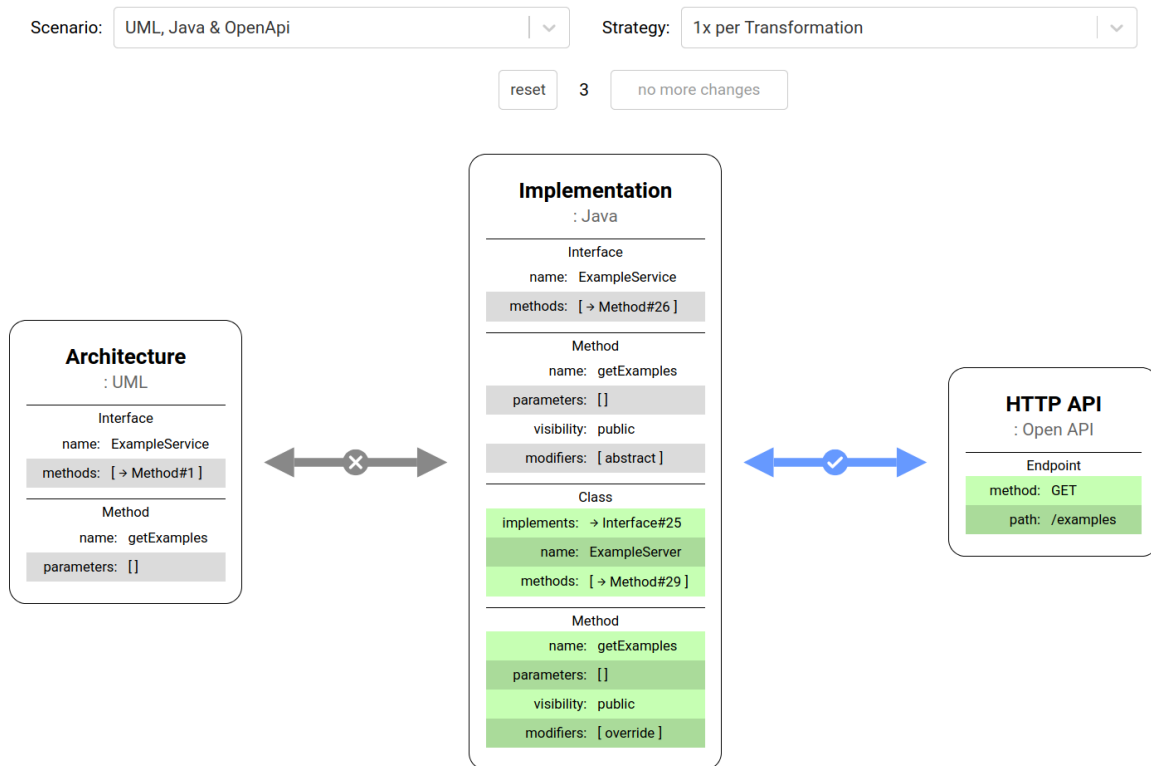 Scenario: UML, Java & OpenApi Strategy: 1x per Transformation
reset 3 no more changes
Architecture
: UML
Interface
name: ExampleService
methods: [ → Method#1 ]
Method
name: getExamples
parameters: [ ]
Implementation
: Java
Interface
name: ExampleService
methods: [ → Method#26 ]
Method
name: getExamples
parameters: [ ]
visibility: public
modifiers: [ abstract ]
Class
implements: → Interface#25
name: ExampleServer
methods: [ → Method#29 ]
Method
name: getExamples
parameters: [ ]
visibility: public
modifiers: [ override ]
HTTP API
: Open API
Endpoint
method: GET
path: /examples